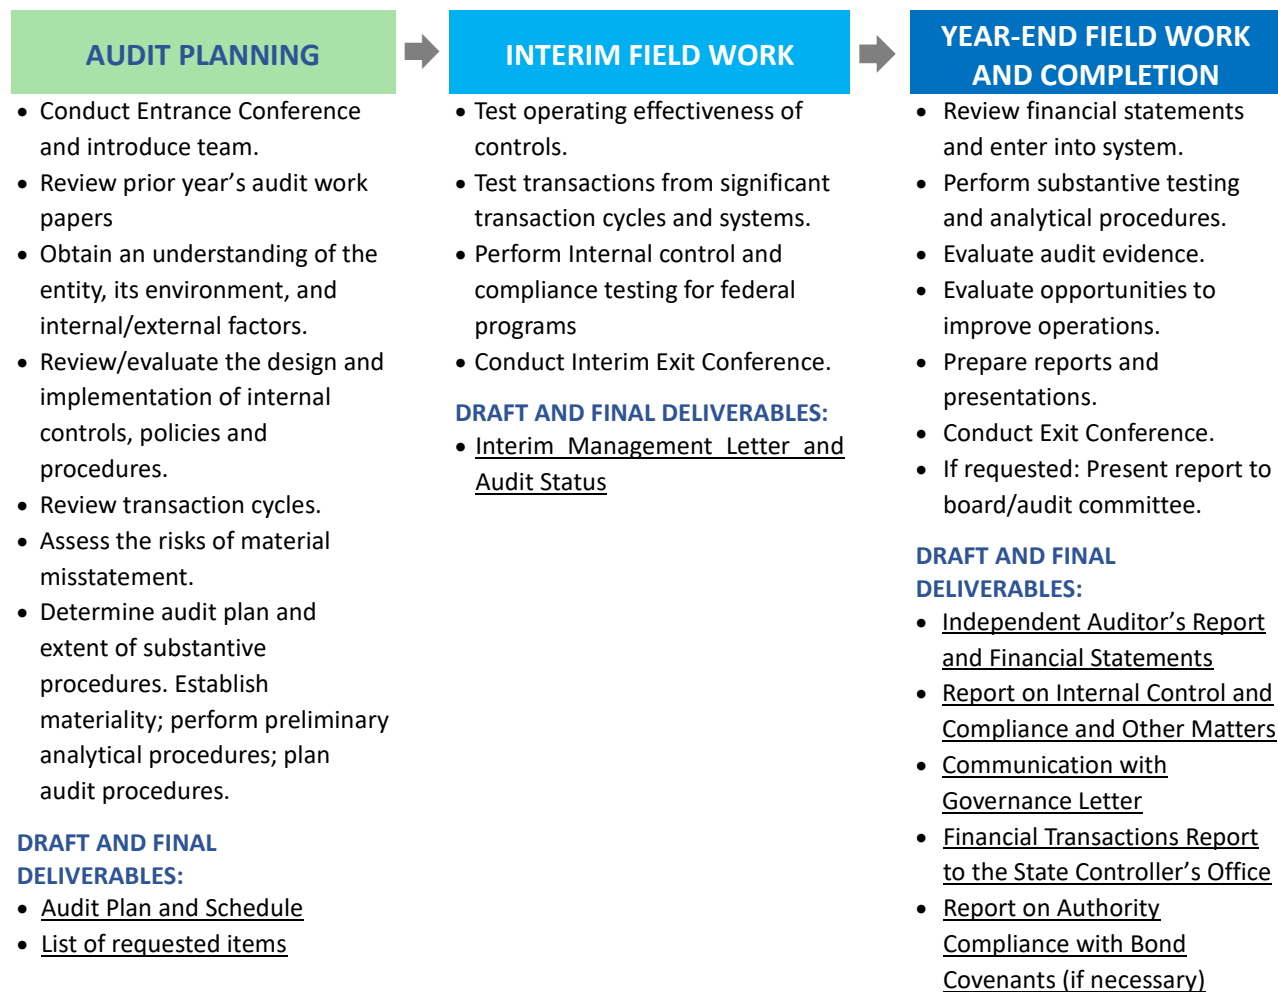 AUDIT PLANNING
• Conduct Entrance Conference
and introduce team.
• Review prior year's audit work
papers
• Obtain an understanding of the
entity, its environment, and
internal/external factors.
• Review/evaluate the design and
implementation of internal
controls, policies and
procedures.
• Review transaction cycles.
• Assess the risks of material
misstatement.
• Determine audit plan and
extent of substantive
procedures. Establish
materiality; perform preliminary
analytical procedures; plan
audit procedures.
DRAFT AND FINAL
DELIVERABLES:
• Audit Plan and Schedule
• List of requested items
INTERIM FIELD WORK
• Test operating effectiveness of
controls.
• Test transactions from significant
transaction cycles and systems.
• Perform Internal control and
compliance testing for federal
programs
• Conduct Interim Exit Conference.
DRAFT AND FINAL DELIVERABLES:
• Interim Management Letter and
Audit Status
YEAR-END FIELD WORK
AND COMPLETION
• Review financial statements
and enter into system.
• Perform substantive testing
and analytical procedures.
• Evaluate audit evidence.
• Evaluate opportunities to
improve operations.
• Prepare reports and
presentations.
• Conduct Exit Conference.
• If requested: Present report to
board/audit committee.
DRAFT AND FINAL
DELIVERABLES:
• Independent Auditor's Report
and Financial Statements
• Report on Internal Control and
Compliance and Other Matters
• Communication with
Governance Letter
• Financial Transactions Report
to the State Controller's Office
• Report on Authority
Compliance with Bond
Covenants (if necessary)